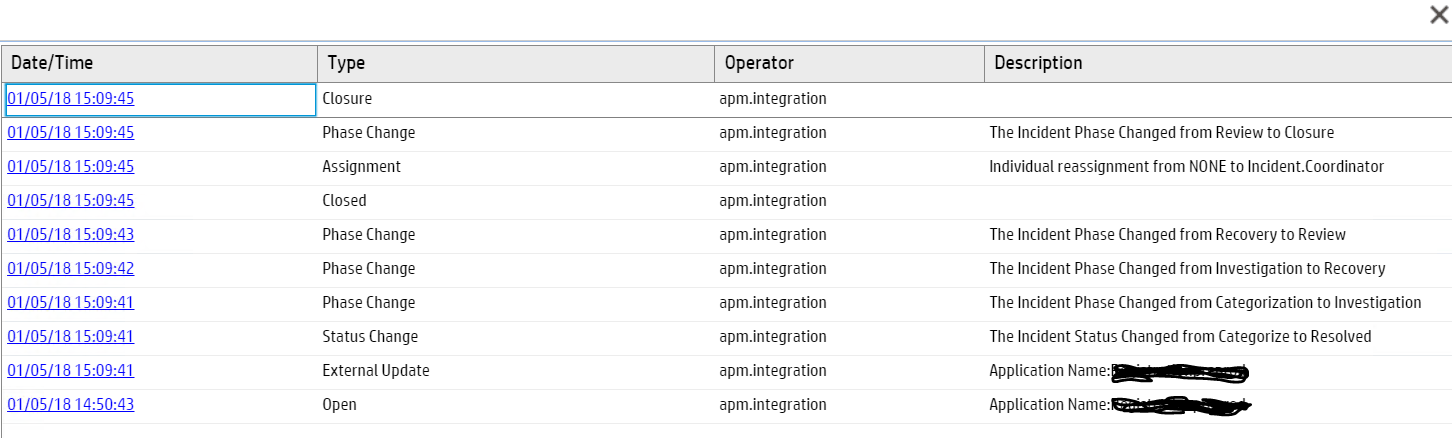 Date/Time Type Operator Description
01/05/18 15:09:45 Closure apm.integration
01/05/18 15:09:45 Phase Change apm.integration The Incident Phase Changed from Review to Closure
01/05/18 15:09:45 Assignment apm.integration Individual reassignment from NONE to Incident.Coordinator
01/05/18 15:09:45 Closed apm.integration
01/05/18 15:09:43 Phase Change apm.integration The Incident Phase Changed from Recovery to Review
01/05/18 15:09:42 Phase Change apm.integration The Incident Phase Changed from Investigation to Recovery
01/05/18 15:09:41 Phase Change apm.integration The Incident Phase Changed from Categorization to Investigation
01/05/18 15:09:41 Status Change apm.integration The Incident Status Changed from Categorize to Resolved
01/05/18 15:09:41 External Update apm.integration Application Name:
01/05/18 14:50:43 Open apm.integration Application Name: